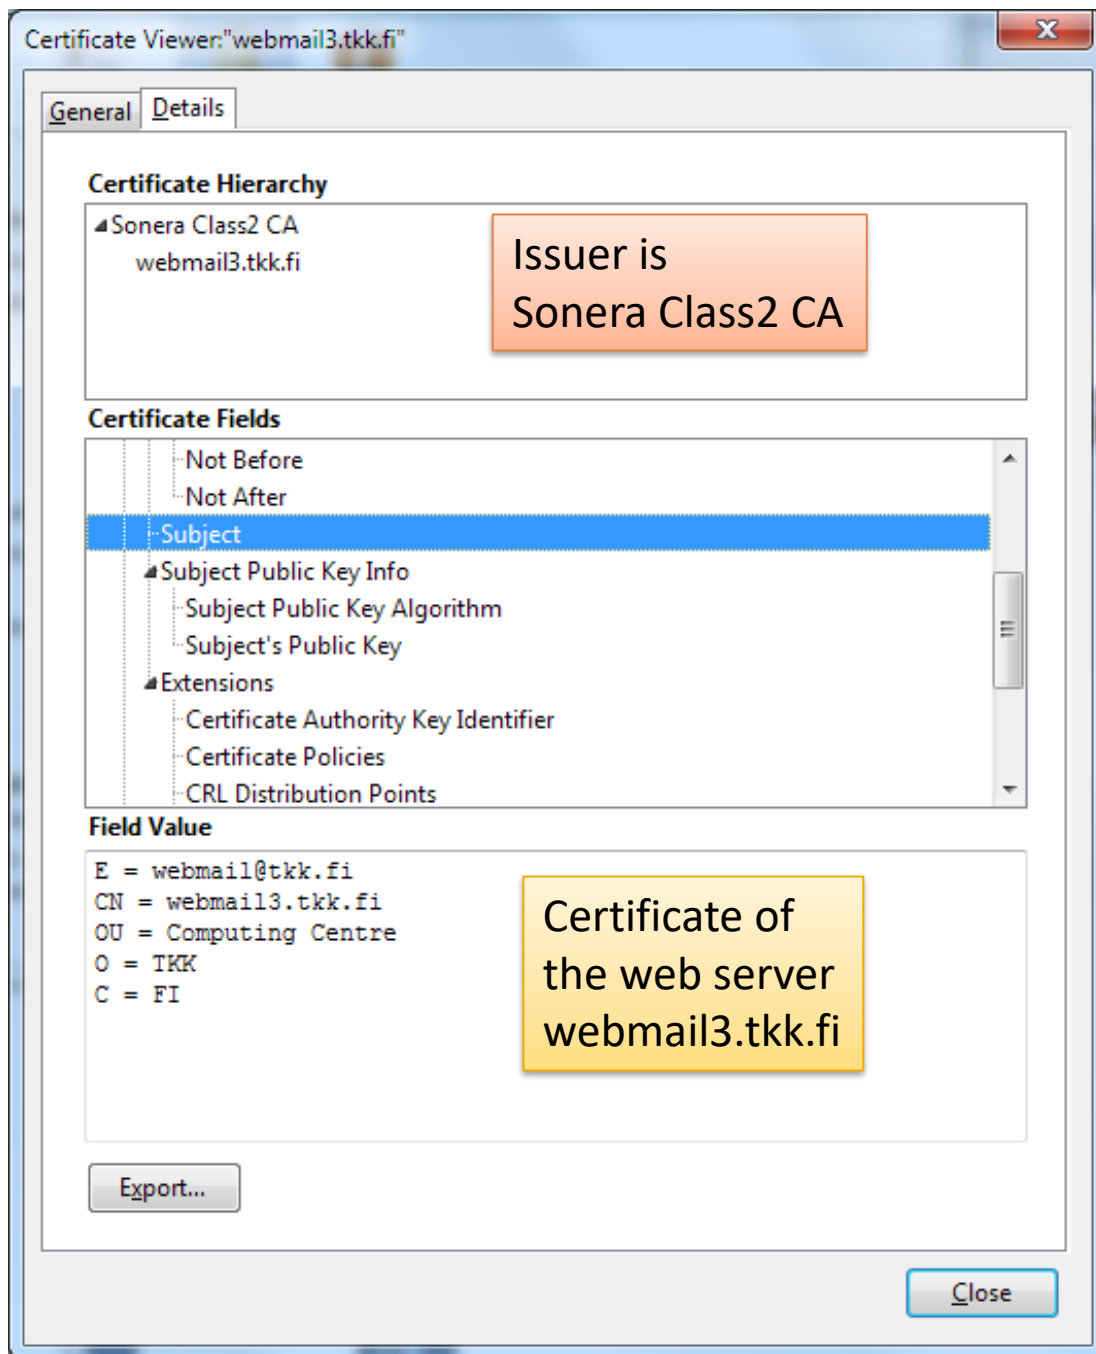 Certificate Viewer:"webmail3.tkk.fi"
General Details
Certificate Hierarchy
Sonera Class2 CA
webmail3.tkk.fi
Issuer is
Sonera Class2 CA
Certificate Fields
Not Before
Not After
Subject
Subject Public Key Info
Subject Public Key Algorithm
Subject's Public Key
Extensions
Certificate Authority Key Identifier
Certificate Policies
CRL Distribution Points
Field Value
E = webmail@tkk.fi
CN = webmail3.tkk.fi
OU = Computing Centre
O = TKK
C = FI
Certificate of
the web server
webmail3.tkk.fi
Export...
Close